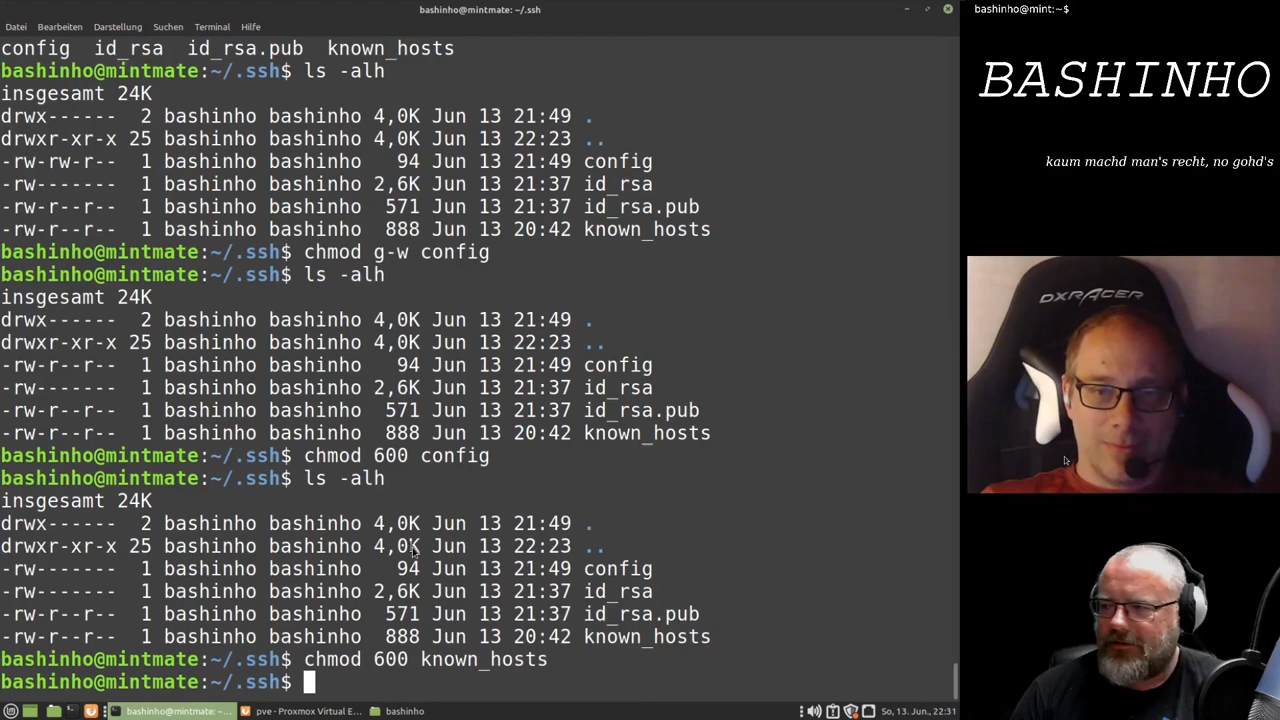 bashinho@mintmate: ~/.ssh
Datei Bearbeiten Darstellung Suchen Terminal Hilfe
config id_rsa id_rsa.pub known_hosts
bashinho@mintmate:~/.ssh$ ls -alh
insgesamt 24K
drwx------ 2 bashinho bashinho 4,0K Jun 13 21:49 .
drwxr-xr-x 25 bashinho bashinho 4,0K Jun 13 22:23 ..
-rw-rw-r-- 1 bashinho bashinho 94 Jun 13 21:49 config
-rw------- 1 bashinho bashinho 2,6K Jun 13 21:37 id_rsa
-rw-r--r-- 1 bashinho bashinho 571 Jun 13 21:37 id_rsa.pub
-rw-r--r-- 1 bashinho bashinho 888 Jun 13 20:42 known_hosts
bashinho@mintmate:~/.ssh$ chmod g-w config
bashinho@mintmate:~/.ssh$ ls -alh
insgesamt 24K
drwx------ 2 bashinho bashinho 4,0K Jun 13 21:49 .
drwxr-xr-x 25 bashinho bashinho 4,0K Jun 13 22:23 ..
-rw-r--r-- 1 bashinho bashinho 94 Jun 13 21:49 config
-rw------- 1 bashinho bashinho 2,6K Jun 13 21:37 id_rsa
-rw-r--r-- 1 bashinho bashinho 571 Jun 13 21:37 id_rsa.pub
-rw-r--r-- 1 bashinho bashinho 888 Jun 13 20:42 known_hosts
bashinho@mintmate:~/.ssh$ chmod 600 config
bashinho@mintmate:~/.ssh$ ls -alh
insgesamt 24K
drwx------ 2 bashinho bashinho 4,0K Jun 13 21:49 .
drwxr-xr-x 25 bashinho bashinho 4,0K Jun 13 22:23 ..
-rw------- 1 bashinho bashinho 94 Jun 13 21:49 config
-rw------- 1 bashinho bashinho 2,6K Jun 13 21:37 id_rsa
-rw-r--r-- 1 bashinho bashinho 571 Jun 13 21:37 id_rsa.pub
-rw-r--r-- 1 bashinho bashinho 888 Jun 13 20:42 known_hosts
bashinho@mintmate:~/.ssh$ chmod 600 known_hosts
bashinho@mintmate:~/.ssh$
bashinho@mintmate: ~/.ssh pve - Proxmox Virtual E... bashinho So, 13. Jun., 22:31
bashinho@mint:~$
BASHINHO
kaum machd man's recht, no gohd's
DXRACER